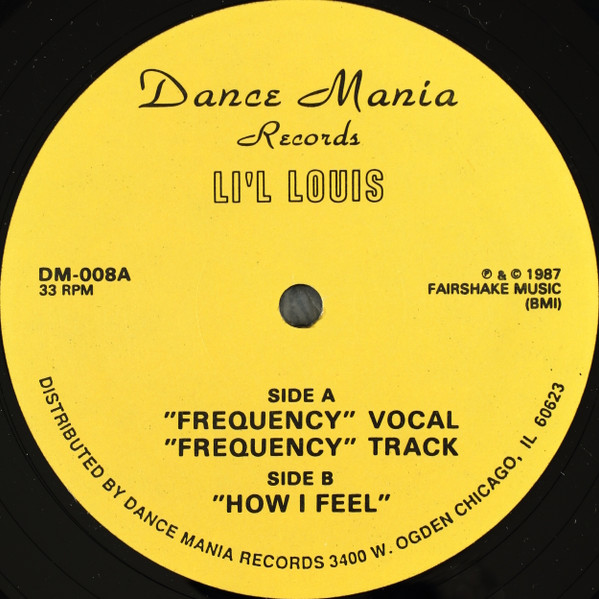 Dance Mania
Records
LI'L LOUIS
DM-008A
33 RPM
℗ & © 1987
FAIRSHAKE MUSIC
(BMI)
SIDE A
"FREQUENCY" VOCAL
"FREQUENCY" TRACK
SIDE B
"HOW I FEEL"
DISTRIBUTED BY DANCE MANIA RECORDS 3400 W. OGDEN CHICAGO, IL 60623